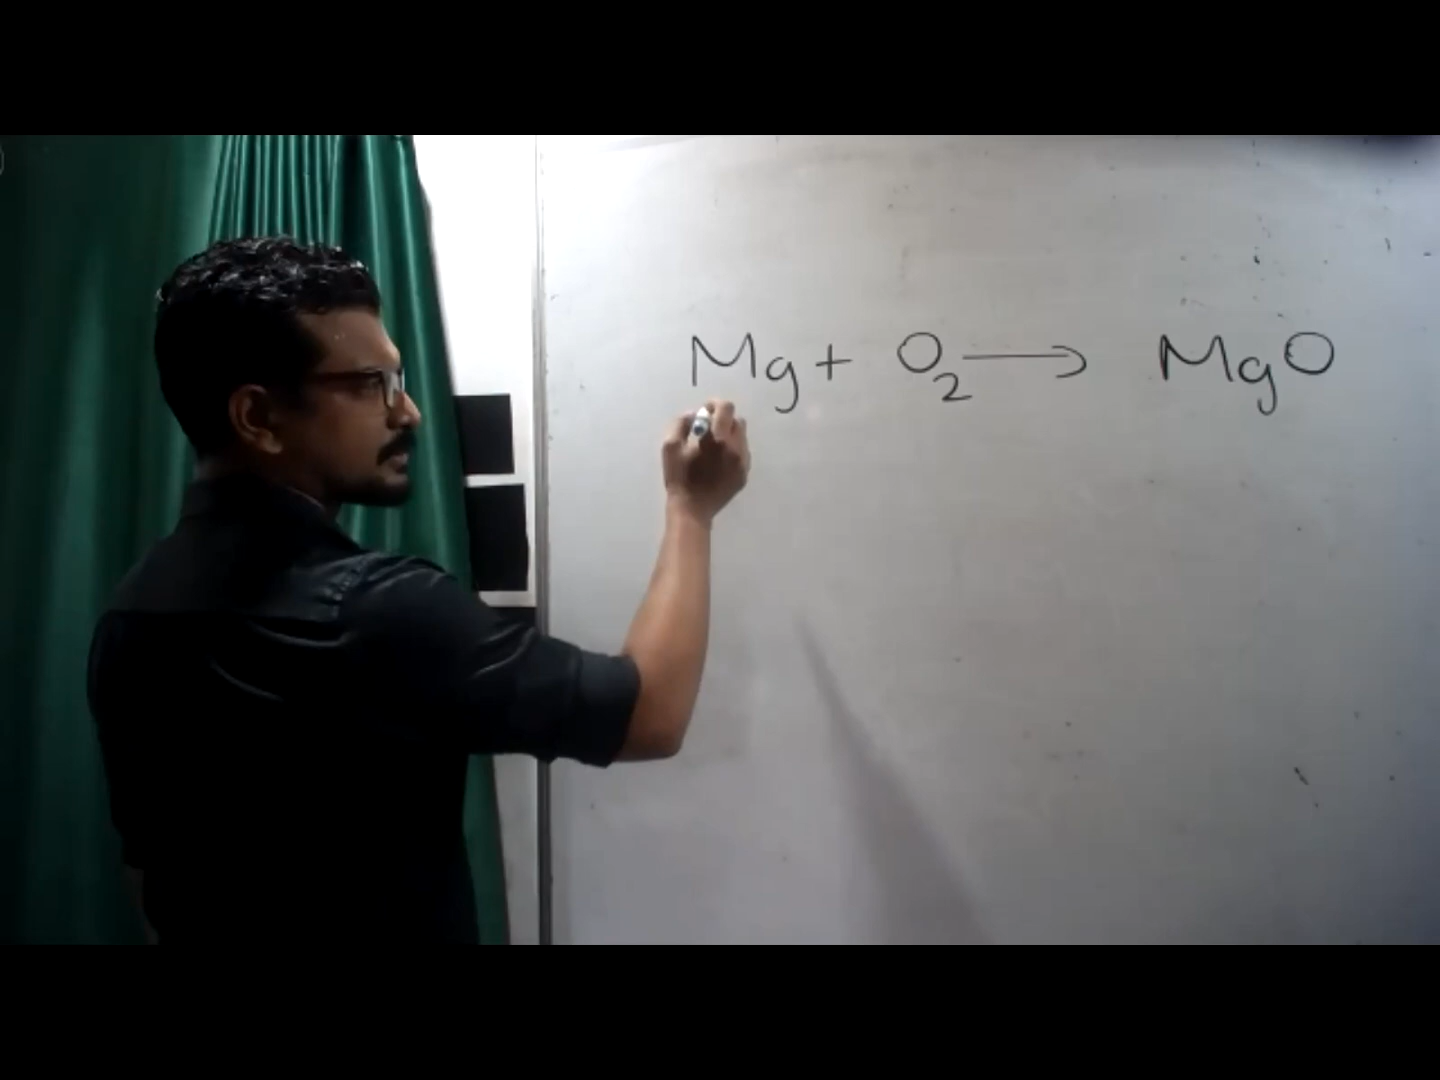 Mg + O₂ → MgO